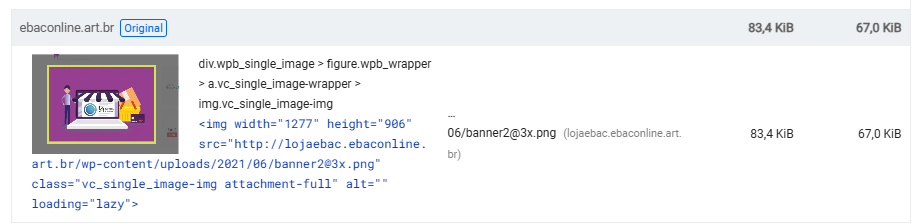 ebaconline.art.br Original 83,4 KiB 67,0 KiB
div.wpb_single_image > figure.wpb_wrapper
> a.vc_single_image-wrapper >
img.vc_single_image-img
<img width="1277" height="906"
src="http://lojaebac.ebaconline.
art.br/wp-content/uploads/2021/06/banner2@3x.png"
class="vc_single_image-img attachment-full" alt=""
loading="lazy">
...
06/banner2@3x.png (lojaebac.ebaconline.art.
br)
83,4 KiB 67,0 KiB